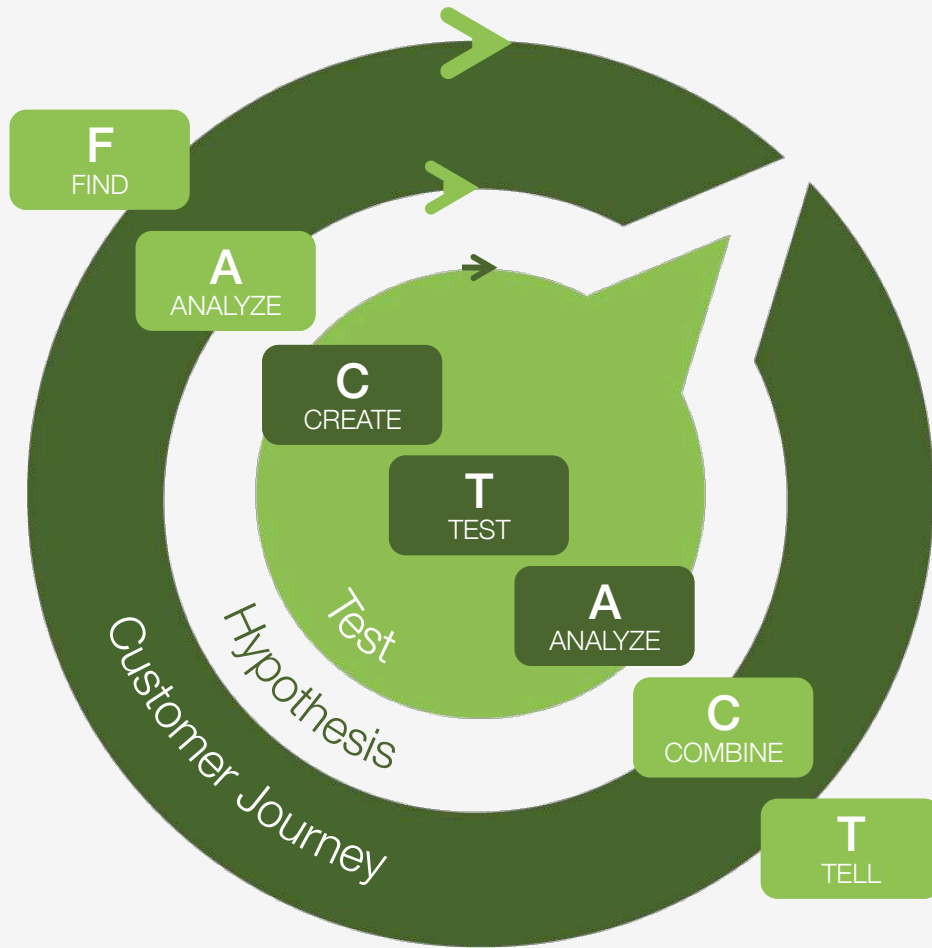 F
FIND
A
ANALYZE
C
CREATE
T
TEST
A
ANALYZE
C
COMBINE
T
TELL
Test
Hypothesis
Customer Journey